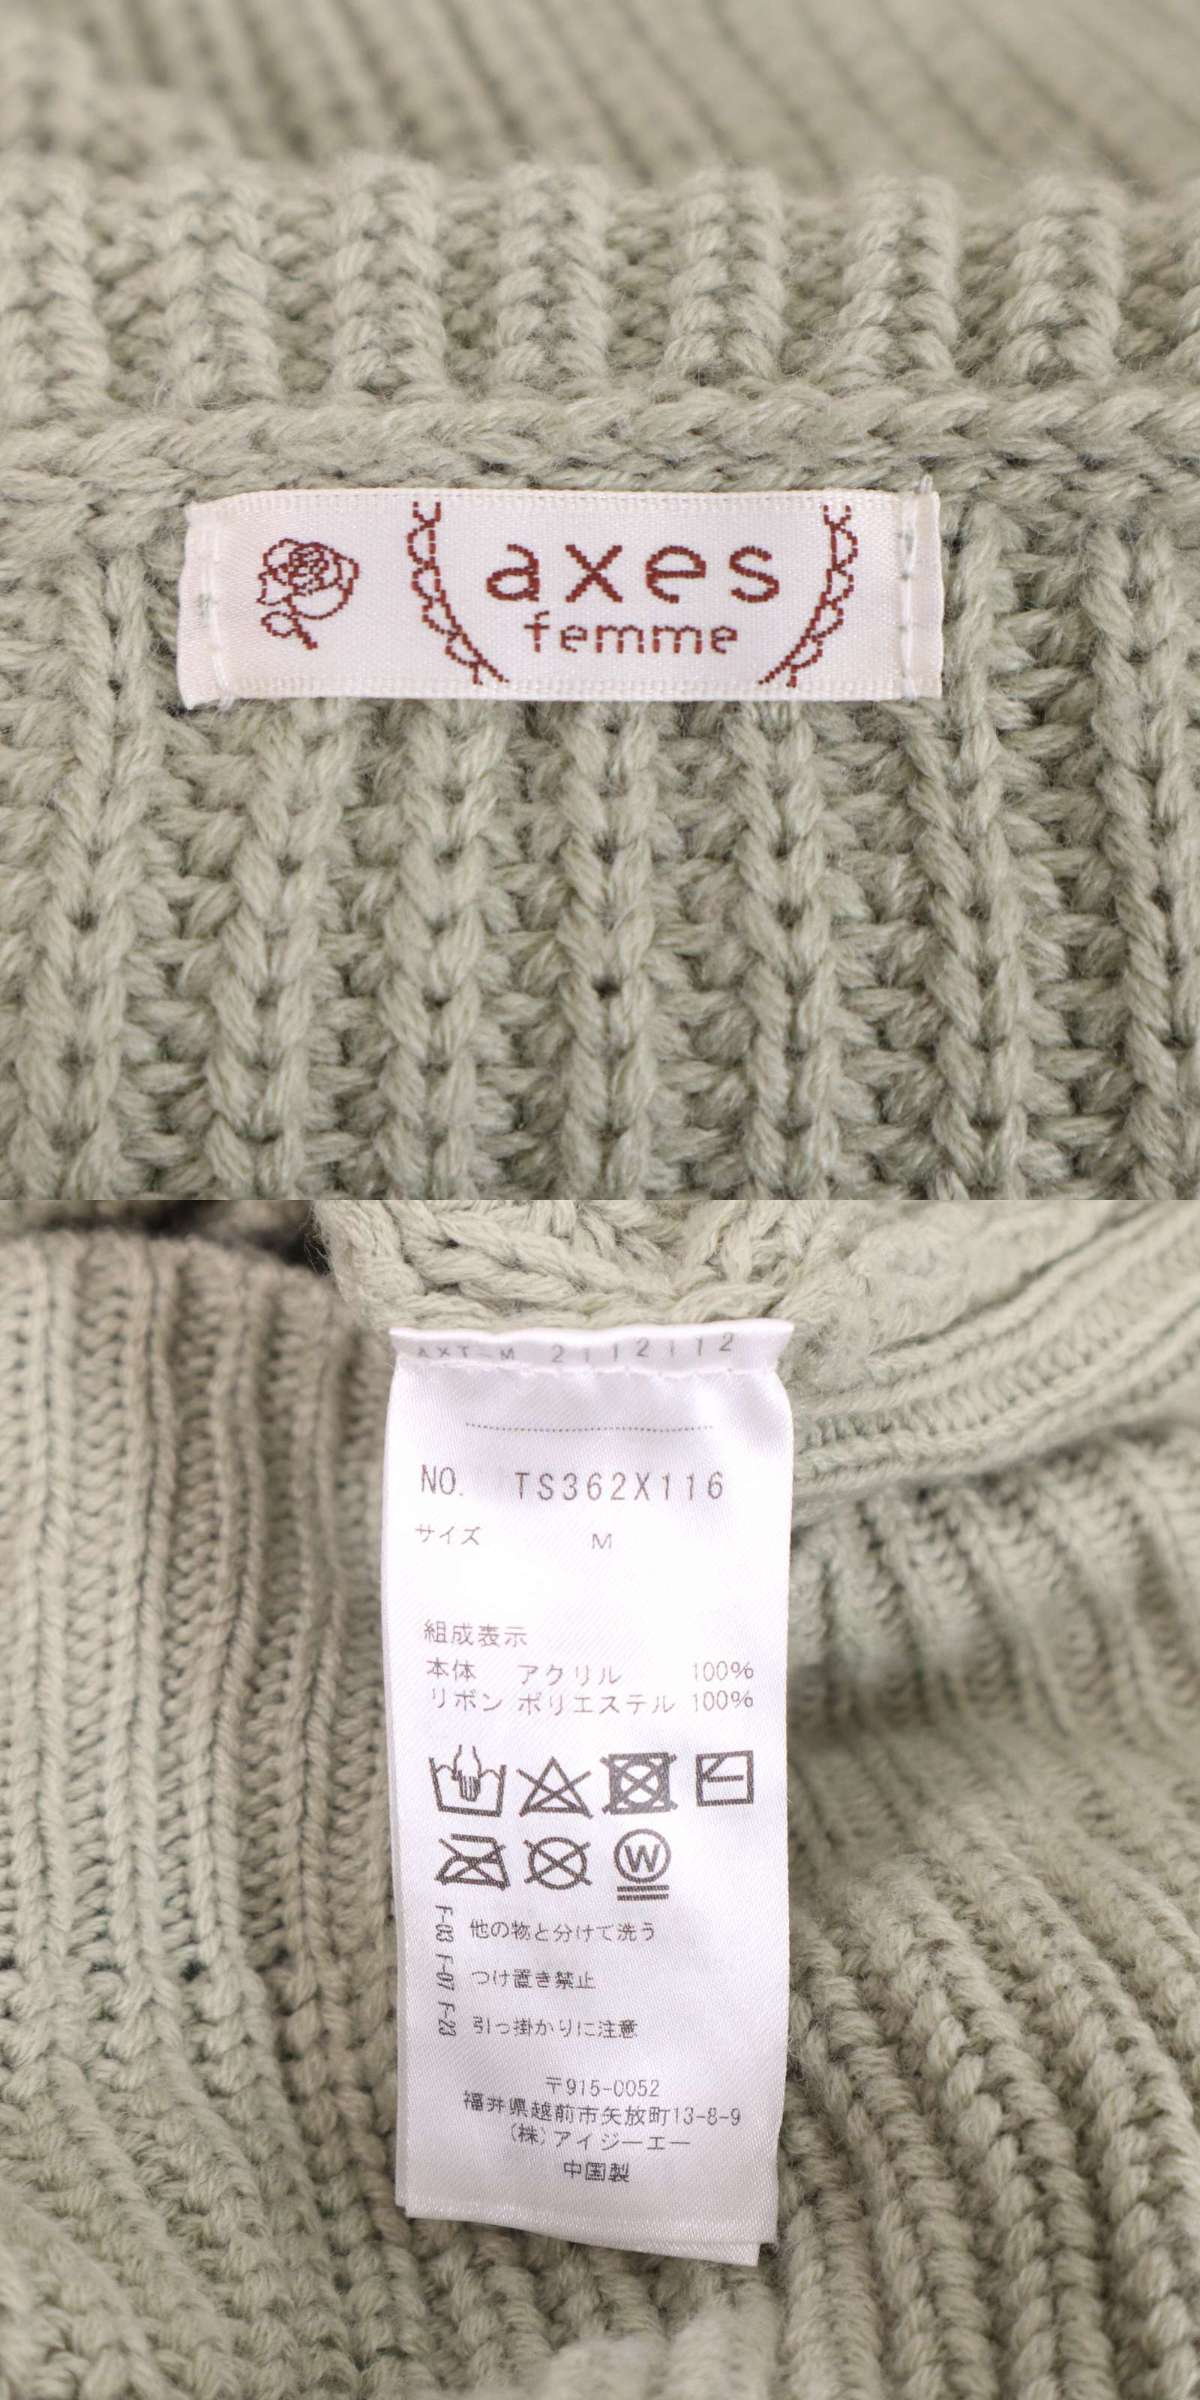 axes
femme
AXT-M 2112112
NO. TS362X116
サイズ M
組成表示
本体 アクリル 100%
リボン ポリエステル 100%
W
F-03 他の物と分けて洗う
F-07 つけ置き禁止
F-23 引っ掛かりに注意
〒915-0052
福井県越前市矢放町13-8-9
(株)アイジーエー
中国製